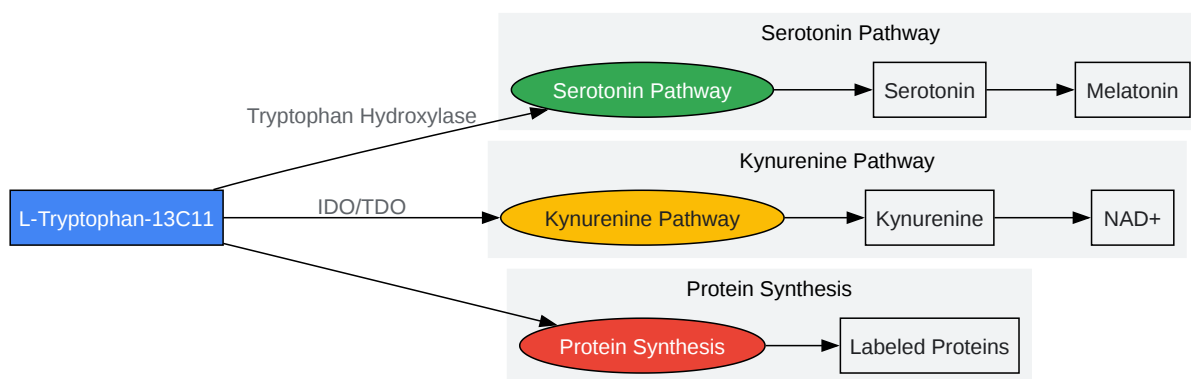 Serotonin Pathway
Serotonin Pathway
Serotonin
Melatonin
Tryptophan Hydroxylase
Kynurenine Pathway
L-Tryptophan-13C11
IDO/TDO
Kynurenine Pathway
Kynurenine
NAD+
Protein Synthesis
Protein Synthesis
Labeled Proteins